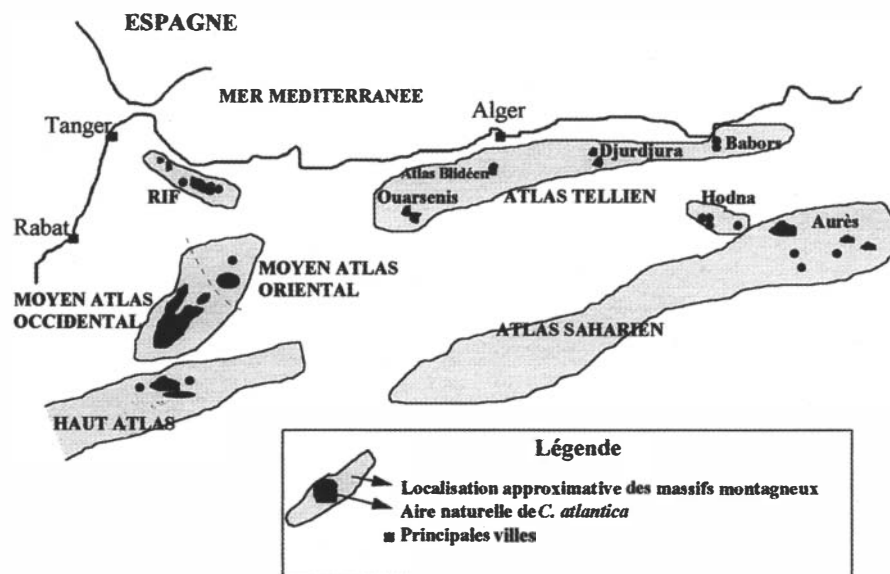 ESPAGNE
MER MEDITERRANEE
Tanger
Alger
Djurdjura
Babors
Atlas Blidéen
RIF
Ouarsenis
ATLAS TELLIEN
Hodna
Rabat
Aurès
MOYEN ATLAS
ORIENTAL
MOYEN ATLAS
OCCIDENTAL
ATLAS SAHARIEN
HAUT ATLAS
Légende
Localisation approximative des massifs montagneux
Aire naturelle de C. atlantica
Principales villes